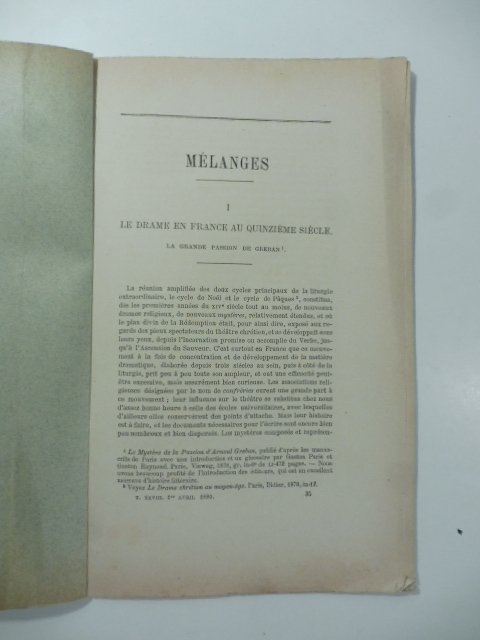 MÉLANGES
I
LE DRAME EN FRANCE AU QUINZIÈME SIÈCLE.
LA GRANDE PASSION DE GREBAN¹.
La réunion amplifiée des deux cycles principaux de la liturgie
extraordinaire, le cycle de Noël et le cycle de Pâques², constitua,
dès les premières années du XIVᵉ siècle tout au moins, de nouveaux
drames religieux, de nouveaux mystères, relativement étendus, et où
le plan divin de la Rédemption était, pour ainsi dire, exposé aux re-
gards des pieux spectateurs du théâtre chrétien, et se développait sous
leurs yeux, depuis l'Incarnation promise ou accomplie du Verbe, jus-
qu'à l'Ascension du Sauveur. C'est surtout en France que ce mouve-
ment à la fois de concentration et de développement de la matière
dramatique, élaborée depuis trois siècles au sein, puis à côté de la
liturgie, prit peu à peu toute son ampleur, et eut une efficacité peut-
être excessive, mais assurément bien curieuse. Les associations reli-
gieuses désignées par le nom de confréries eurent une grande part à
ce mouvement ; leur influence sur le théâtre se substitua chez nous
d'assez bonne heure à celle des écoles universitaires, avec lesquelles
d'ailleurs elles conservèrent des points d'attache. Mais leur histoire
est à faire, et les documents nécessaires pour l'écrire sont encore bien
peu nombreux et bien dispersés. Les mystères composés et représen-
¹ Le Mystère de la Passion d'Arnoul Greban, publié d'après les manus-
crits de Paris avec une introduction et un glossaire par Gaston Paris et
Gaston Raynaud. Paris, Vieweg, 1878, gr. in-8º de LI-472 pages. — Nous
avons beaucoup profité de l'introduction des éditeurs, qui est un excellent
morceau d'histoire littéraire.
² Voyez Le Drame chrétien au moyen-âge. Paris, Didier, 1878, in-12.
T. XXVII. 1ᵉʳ AVRIL 1880. 35